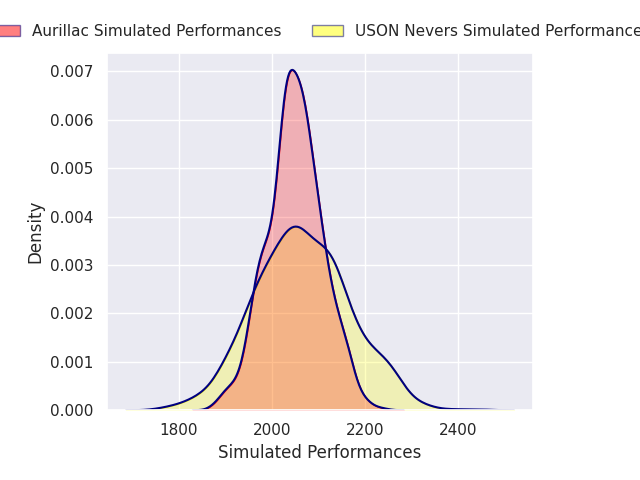 Aurillac Simulated Performances USON Nevers Simulated Performance
0.007
0.006
0.005
0.004
0.003
0.002
0.001
0.000
Density
1800 2000 2200 2400
Simulated Performances